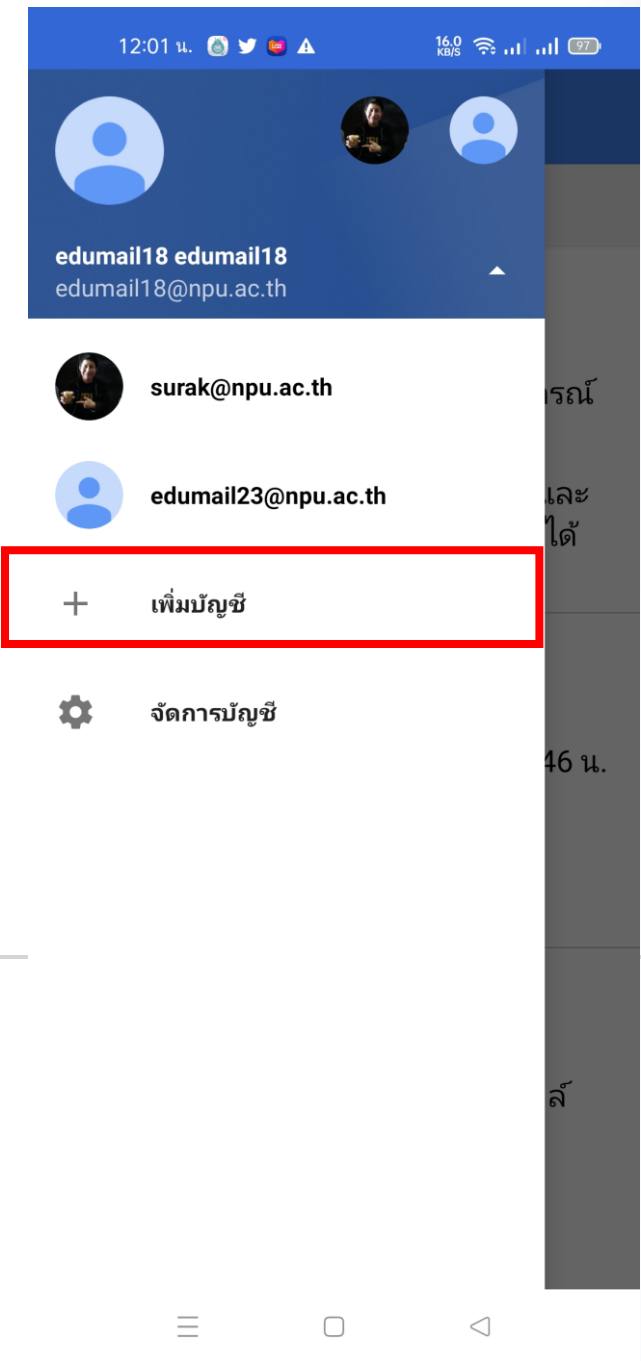 12:01 น.
16.0
KB/S
97
edumail18 edumail18
edumail18@npu.ac.th
surak@npu.ac.th
รณ์
edumail23@npu.ac.th
และ
ได้
เพิ่มบัญชี
จัดการบัญชี
46 น.
ล์